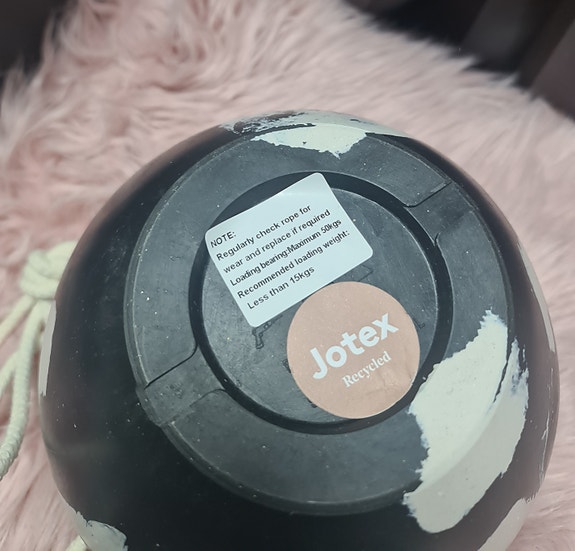 NOTE:
Regularly check rope for
wear and replace if required
Loading bearing:Maximum 50kgs
Recommended loading weight:
Less than 15kgs
Jotex
Recycled